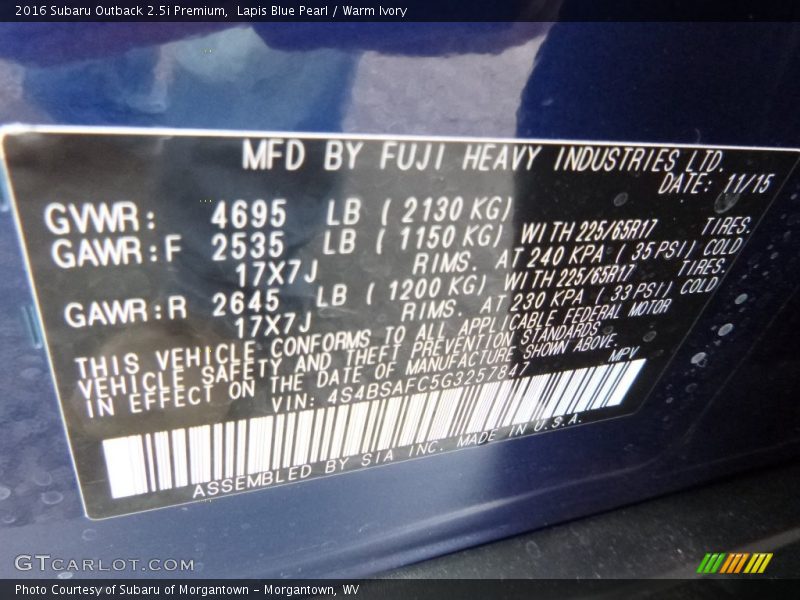 2016 Subaru Outback 2.5i Premium, Lapis Blue Pearl / Warm Ivory
MFD BY FUJI HEAVY INDUSTRIES LTD.
DATE: 11/15
GVWR: 4695 LB ( 2130 KG)
GAWR:F 2535 LB ( 1150 KG) WITH 225/65R17 TIRES.
17X7J RIMS. AT 240 KPA ( 35 PSI) COLD
GAWR:R 2645 LB ( 1200 KG) WITH 225/65R17 TIRES.
17X7J RIMS. AT 230 KPA ( 33 PSI) COLD
THIS VEHICLE CONFORMS TO ALL APPLICABLE FEDERAL MOTOR
VEHICLE SAFETY AND THEFT PREVENTION STANDARDS
IN EFFECT ON THE DATE OF MANUFACTURE SHOWN ABOVE.
VIN: 4S4BSAFC5G3257847 MPV
ASSEMBLED BY SIA INC. MADE IN U.S.A.
GTCARLOT.COM
Photo Courtesy of Subaru of Morgantown - Morgantown, WV